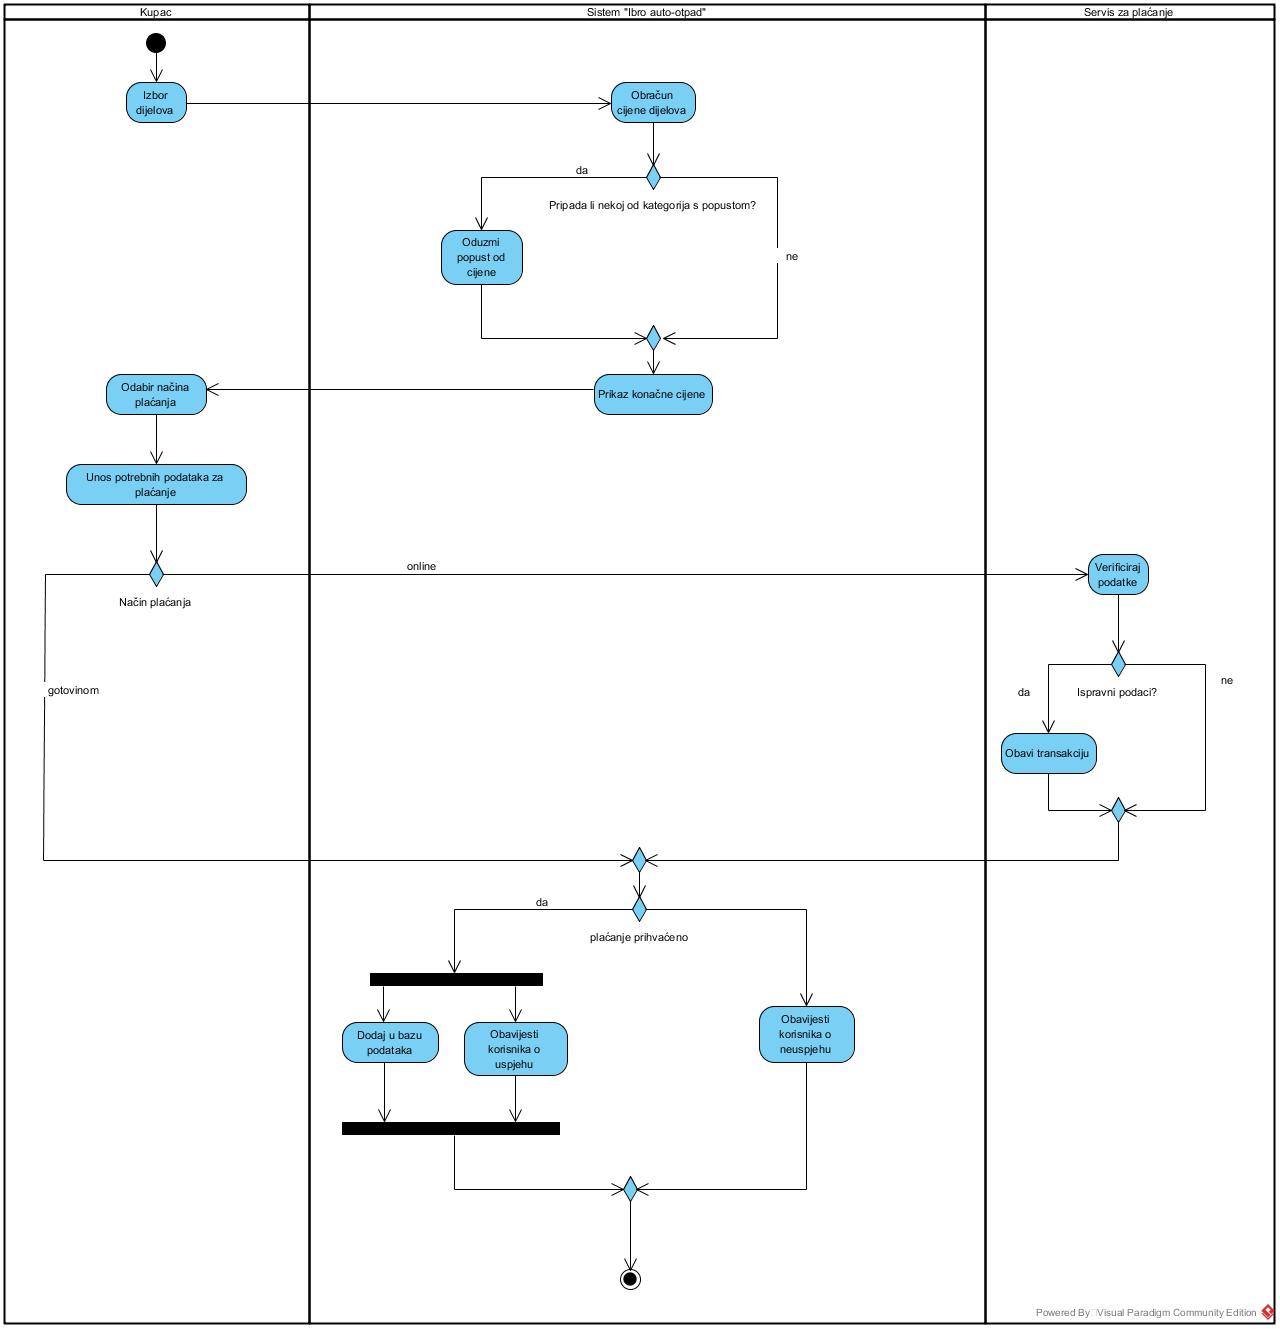 Kupac
Sistem "Ibro auto-otpad"
Servis za plaćanje
Izbor
dijelova
Obračun
cijene dijelova
da
Pripada li nekoj od kategorija s popustom?
Oduzmi
popust od
cijene
ne
Odabir načina
plaćanja
Prikaz konačne cijene
Unos potrebnih podataka za
plaćanje
online
Verificiraj
podatke
Način plaćanja
gotovinom
da
Ispravni podaci?
ne
Obavi transakciju
da
plaćanje prihvaćeno
Dodaj u bazu
podataka
Obavijesti
korisnika o
uspjehu
Obavijesti
korisnika o
neuspjehu
Powered By Visual Paradigm Community Edition